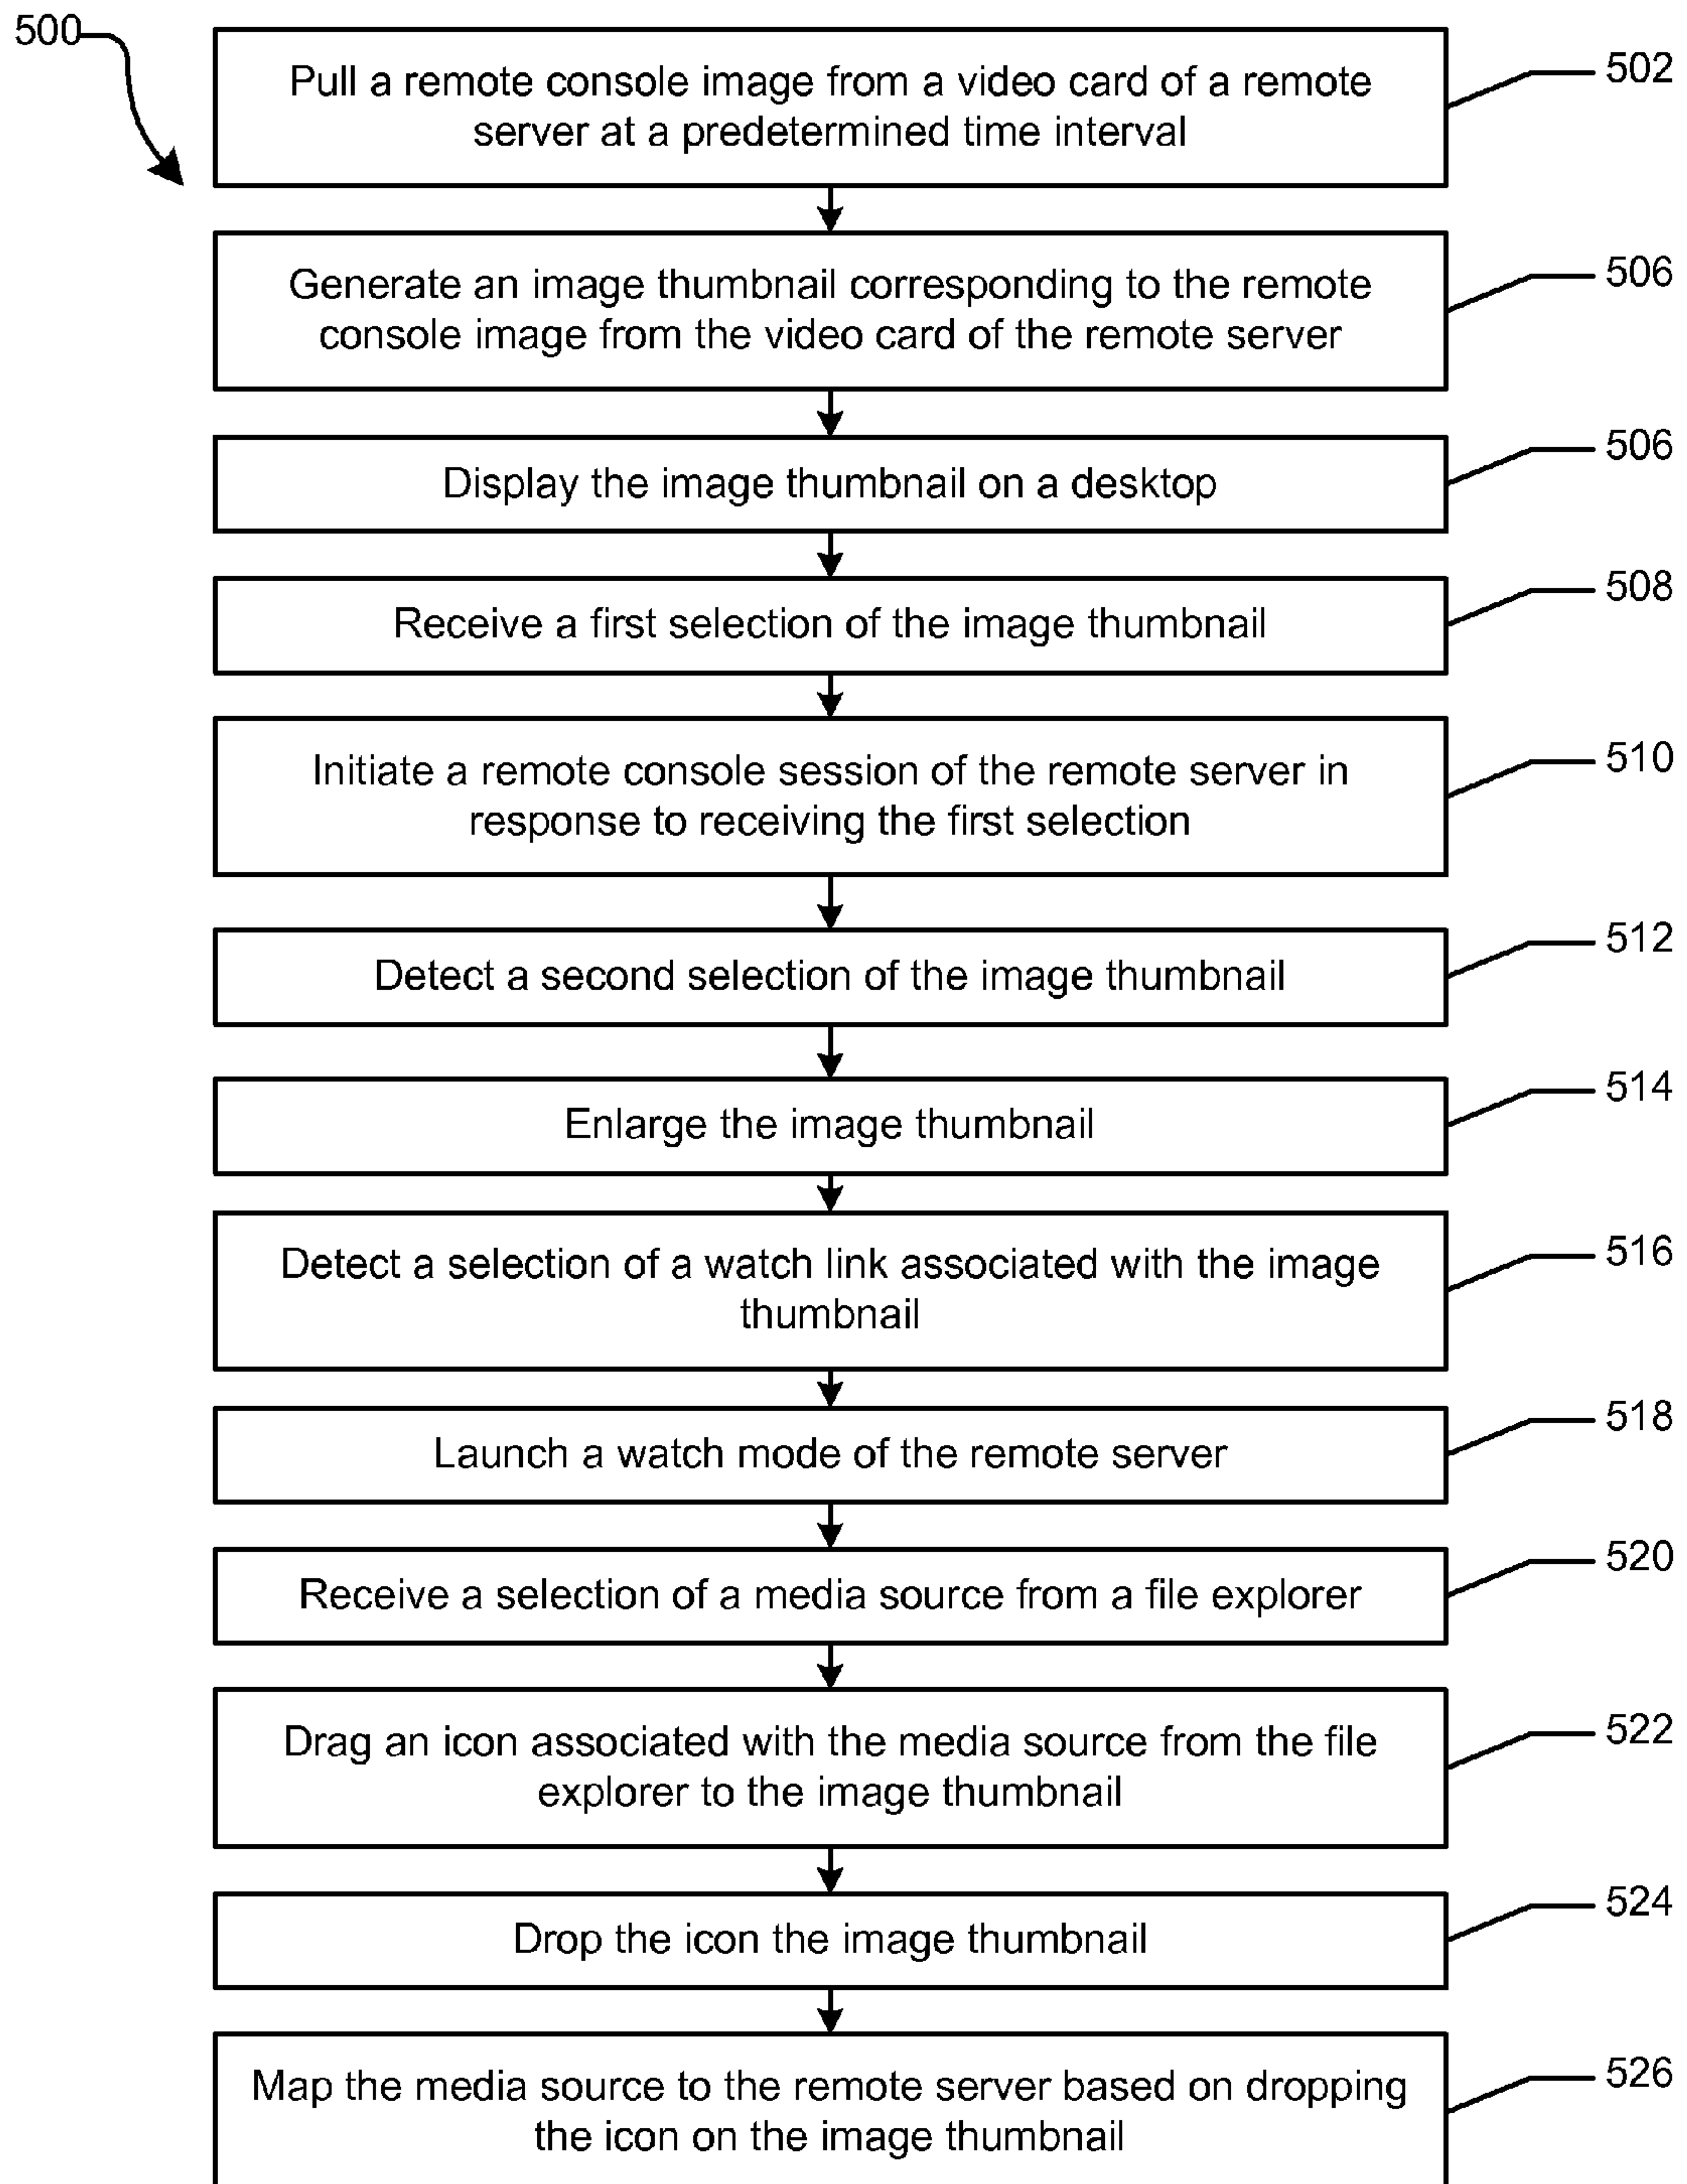 500
Pull a remote console image from a video card of a remote
server at a predetermined time interval
502
Generate an image thumbnail corresponding to the remote
console image from the video card of the remote server
506
Display the image thumbnail on a desktop
506
Receive a first selection of the image thumbnail
508
Initiate a remote console session of the remote server in
response to receiving the first selection
510
Detect a second selection of the image thumbnail
512
Enlarge the image thumbnail
514
Detect a selection of a watch link associated with the image
thumbnail
516
Launch a watch mode of the remote server
518
Receive a selection of a media source from a file explorer
520
Drag an icon associated with the media source from the file
explorer to the image thumbnail
522
Drop the icon the image thumbnail
524
Map the media source to the remote server based on dropping
the icon on the image thumbnail
526